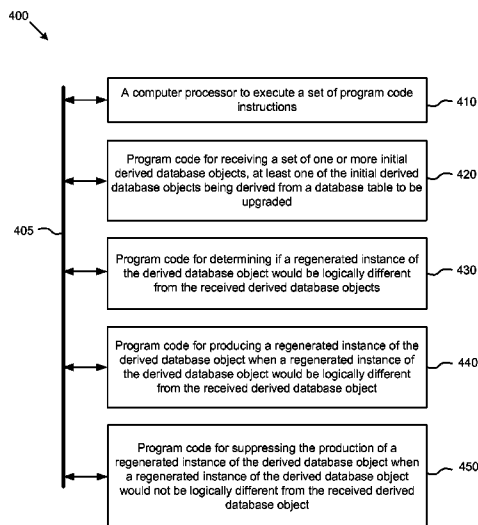 400
A computer processor to execute a set of program code
instructions
410
Program code for receiving a set of one or more initial
derived database objects, at least one of the initial derived
database objects being derived from a database table to be
upgraded
420
405
Program code for determining if a regenerated instance
of the derived database object would be logically different
from the received derived database objects
430
Program code for producing a regenerated instance of the
derived database object when a regenerated instance of
the derived database object would be logically different
from the received derived database object
440
Program code for suppressing the production of a
regenerated instance of the derived database object when
a regenerated instance of the derived database object
would not be logically different from the received derived
database object
450